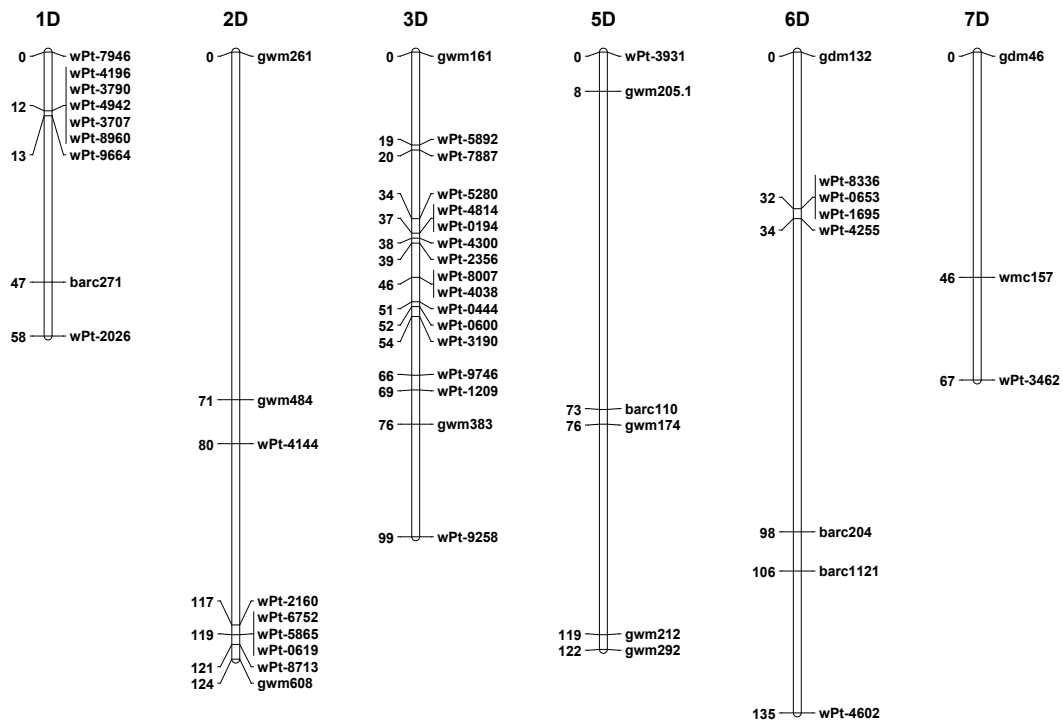 1D
0 wPt-7946
wPt-4196
wPt-3790
12 wPt-4942
wPt-3707
wPt-8960
13 wPt-9664
47 barc271
58 wPt-2026
2D
0 gwm261
71 gwm484
80 wPt-4144
117 wPt-2160
wPt-6752
119 wPt-5865
wPt-0619
121 wPt-8713
124 gwm608
3D
0 gwm161
19 wPt-5892
20 wPt-7887
34 wPt-5280
wPt-4814
37 wPt-0194
38 wPt-4300
39 wPt-2356
wPt-8007
46 wPt-4038
51 wPt-0444
52 wPt-0600
54 wPt-3190
66 wPt-9746
69 wPt-1209
76 gwm383
99 wPt-9258
5D
0 wPt-3931
8 gwm205.1
73 barc110
76 gwm174
119 gwm212
122 gwm292
6D
0 gdm132
wPt-8336
32 wPt-0653
wPt-1695
34 wPt-4255
98 barc204
106 barc1121
135 wPt-4602
7D
0 gdm46
46 wmc157
67 wPt-3462